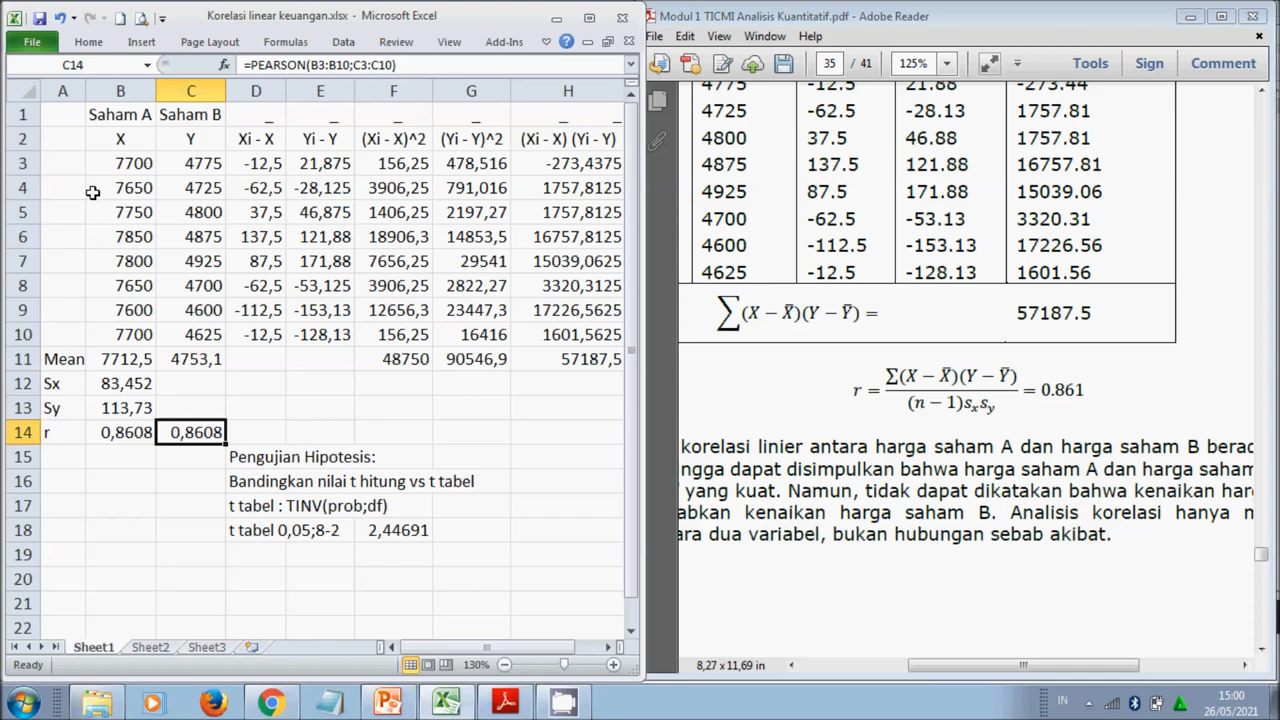 Korelasi linear keuangan.xlsx - Microsoft Excel
File Home Insert Page Layout Formulas Data Review View Add-Ins
C14 fx =PEARSON(B3:B10;C3:C10)
A B C D E F G H
1 Saham A Saham B _ _ _ _ _ _
2 X Y Xi - X Yi - Y (Xi - X)^2 (Yi - Y)^2 (Xi - X) (Yi - Y)
3 7700 4775 -12,5 21,875 156,25 478,516 -273,4375
4 7650 4725 -62,5 -28,125 3906,25 791,016 1757,8125
5 7750 4800 37,5 46,875 1406,25 2197,27 1757,8125
6 7850 4875 137,5 121,88 18906,3 14853,5 16757,8125
7 7800 4925 87,5 171,88 7656,25 29541 15039,0625
8 7650 4700 -62,5 -53,125 3906,25 2822,27 3320,3125
9 7600 4600 -112,5 -153,13 12656,3 23447,3 17226,5625
10 7700 4625 -12,5 -128,13 156,25 16416 1601,5625
11 Mean 7712,5 4753,1 48750 90546,9 57187,5
12 Sx 83,452
13 Sy 113,73
14 r 0,8608 0,8608
15 Pengujian Hipotesis:
16 Bandingkan nilai t hitung vs t tabel
17 t tabel : TINV(prob;df)
18 t tabel 0,05;8-2 2,44691
19
20
21
22
Sheet1 Sheet2 Sheet3
Ready 130%
Modul 1 TICMI Analisis Kuantitatif.pdf - Adobe Reader
File Edit View Window Help
35 / 41 125% Tools Sign Comment
4775 -12.5 21.88 -273.44
4725 -62.5 -28.13 1757.81
4800 37.5 46.88 1757.81
4875 137.5 121.88 16757.81
4925 87.5 171.88 15039.06
4700 -62.5 -53.13 3320.31
4600 -112.5 -153.13 17226.56
4625 -12.5 -128.13 1601.56
∑(X − X̄)(Y − Ȳ) = 57187.5
r = ∑(X − X̄)(Y − Ȳ) / (n − 1)sₓsᵧ = 0.861
korelasi linier antara harga saham A dan harga saham B berad
ngga dapat disimpulkan bahwa harga saham A dan harga saham
yang kuat. Namun, tidak dapat dikatakan bahwa kenaikan har
abkan kenaikan harga saham B. Analisis korelasi hanya m
ara dua variabel, bukan hubungan sebab akibat.
8,27 x 11,69 in
IN 15:00
26/05/2021